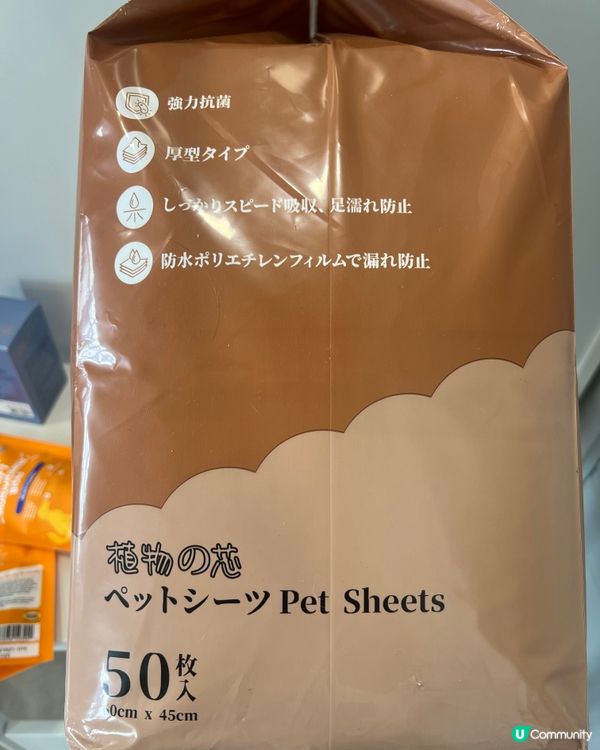 強力抗菌
厚型タイプ
しっかりスピード吸収、足濡れ防止
防水ポリエチレンフィルムで漏れ防止
植物の芯
ペットシーツ Pet Sheets
50枚入
0cm x 45cm
U Community